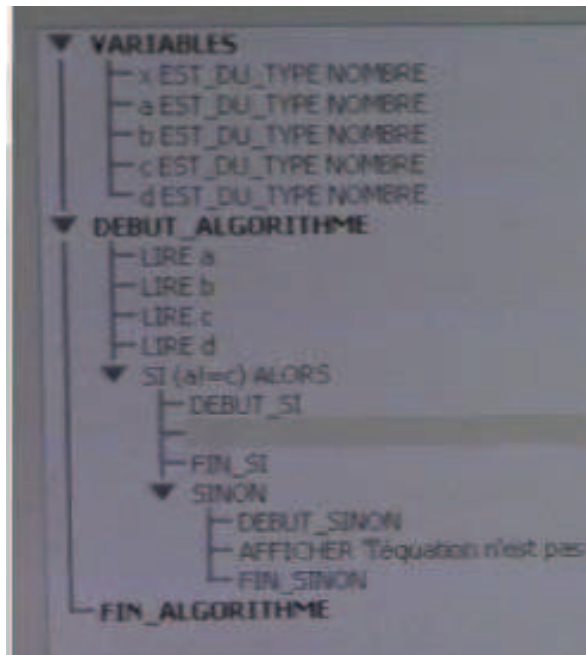 VARIABLES
x EST_DU_TYPE NOMBRE
a EST_DU_TYPE NOMBRE
b EST_DU_TYPE NOMBRE
c EST_DU_TYPE NOMBRE
d EST_DU_TYPE NOMBRE
DEBUT_ALGORITHME
LIRE a
LIRE b
LIRE c
LIRE d
SI (a!=c) ALORS
DEBUT_SI
FIN_SI
SINON
DEBUT_SINON
AFFICHER "l'équation n'est pas
FIN_SINON
FIN_ALGORITHME